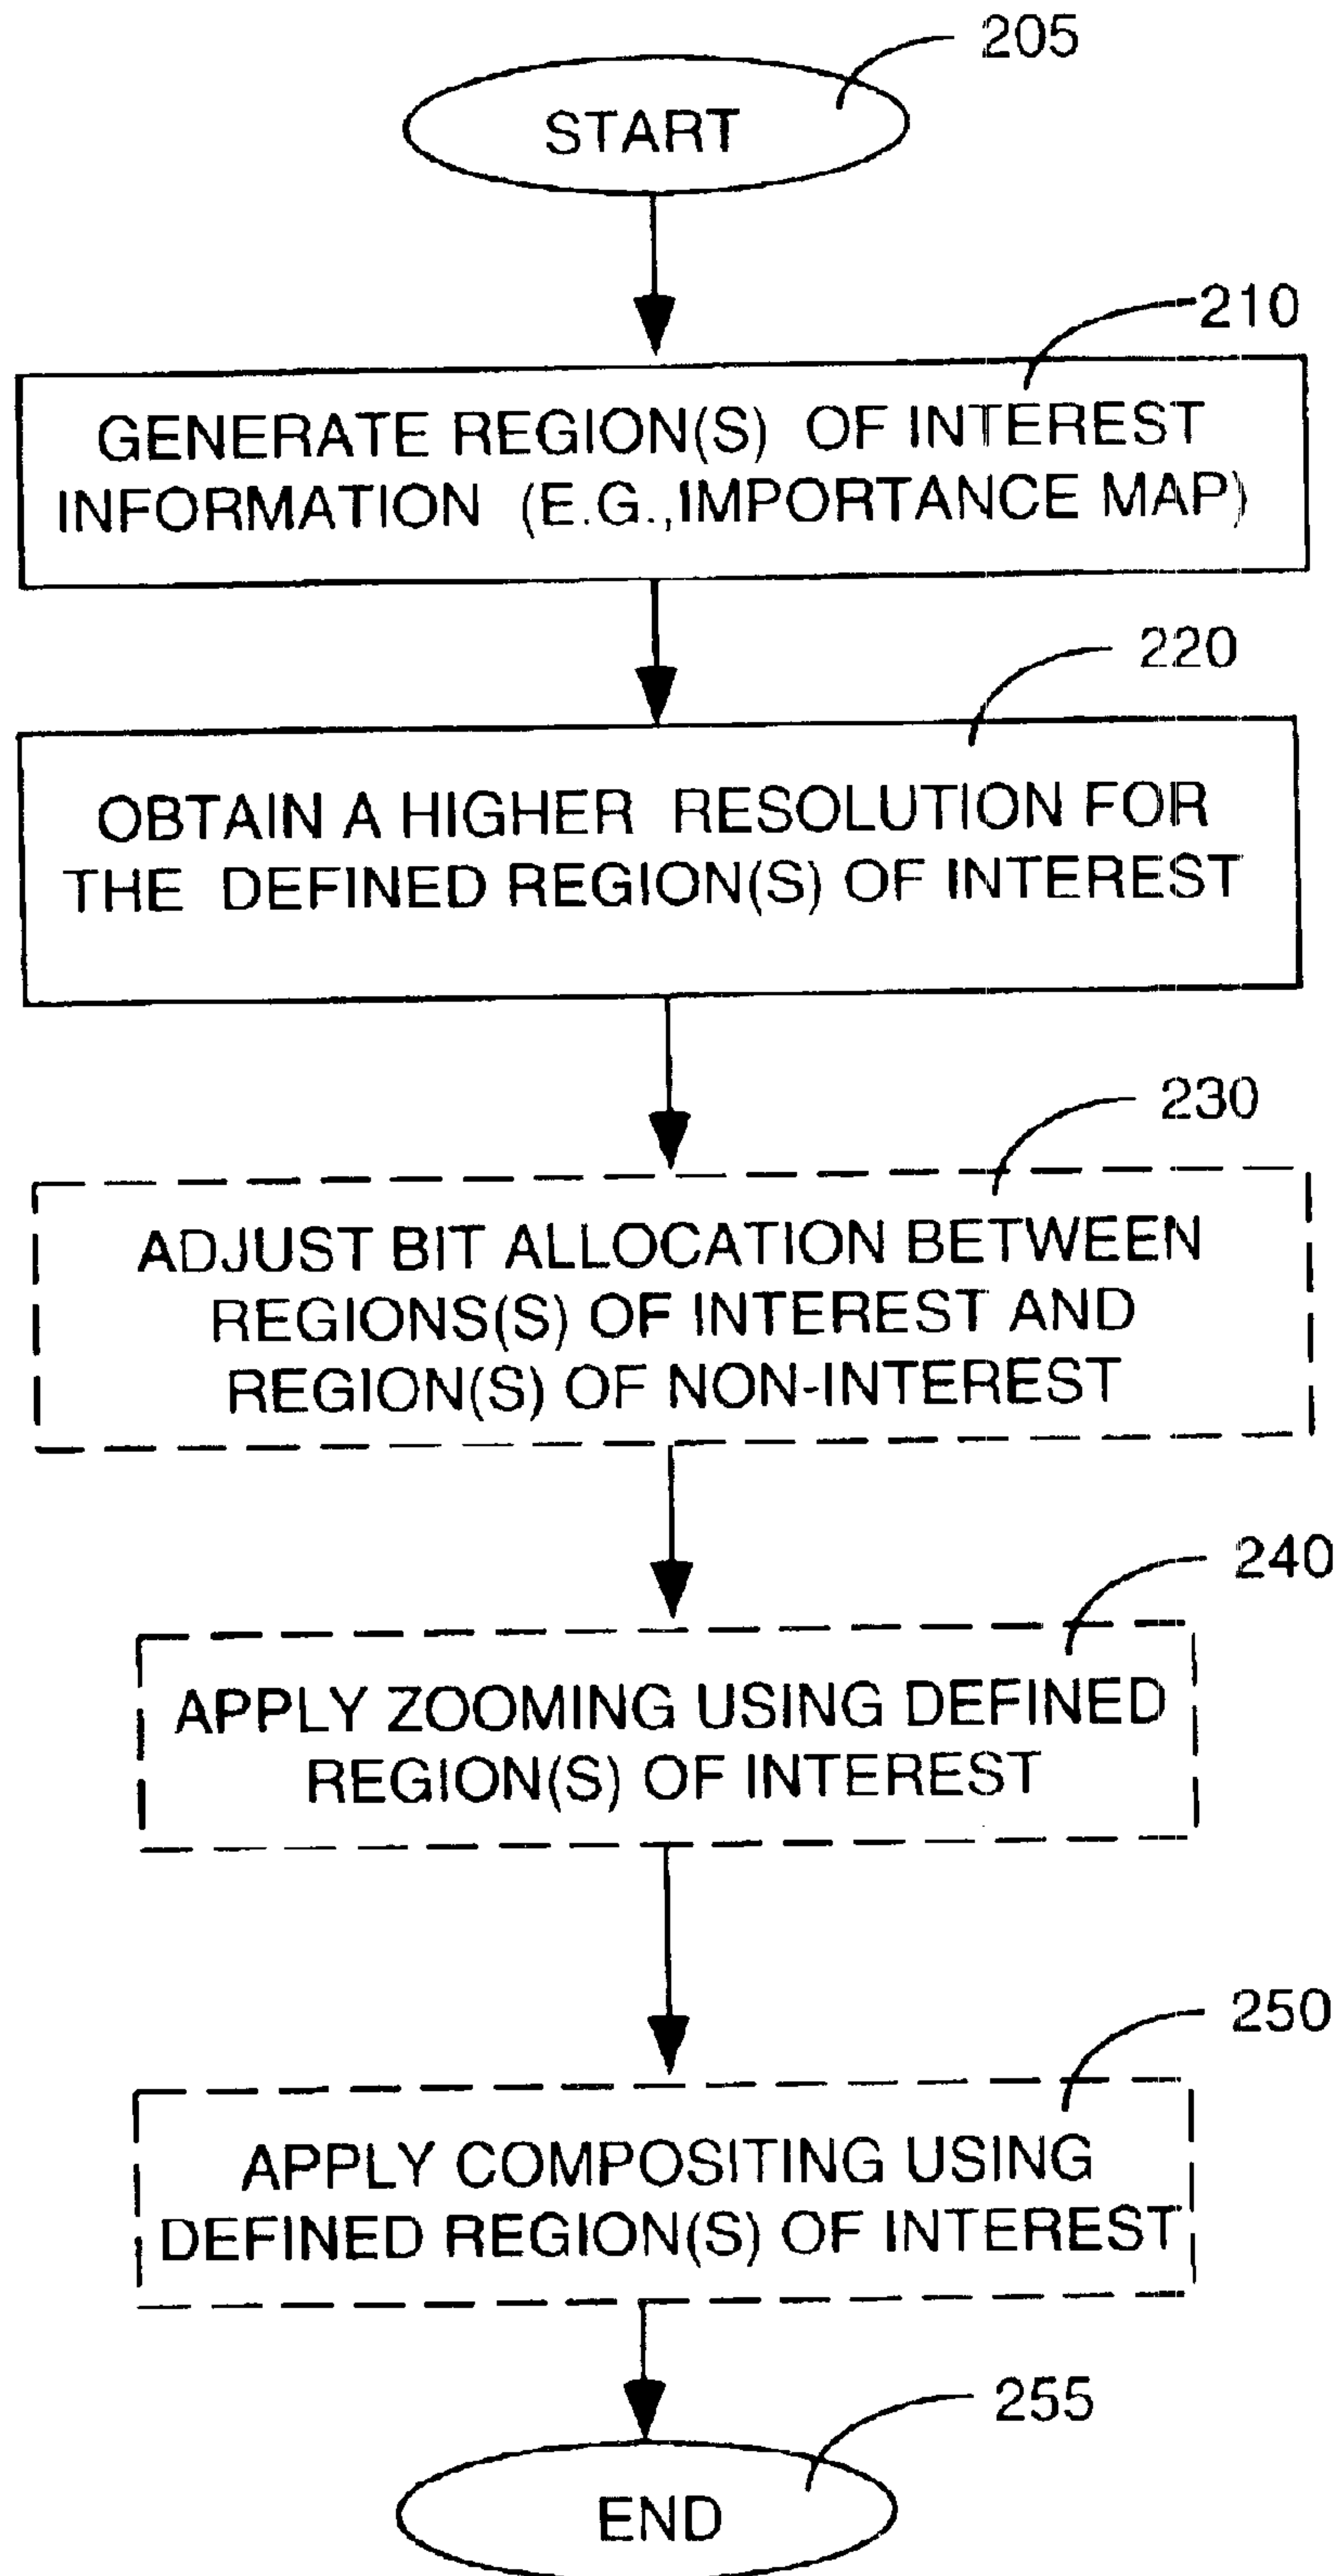 205
START
210
GENERATE REGION(S) OF INTEREST
INFORMATION (E.G.,IMPORTANCE MAP)
220
OBTAIN A HIGHER RESOLUTION FOR
THE DEFINED REGION(S) OF INTEREST
230
ADJUST BIT ALLOCATION BETWEEN
REGIONS(S) OF INTEREST AND
REGION(S) OF NON-INTEREST
240
APPLY ZOOMING USING DEFINED
REGION(S) OF INTEREST
250
APPLY COMPOSITING USING
DEFINED REGION(S) OF INTEREST
255
END